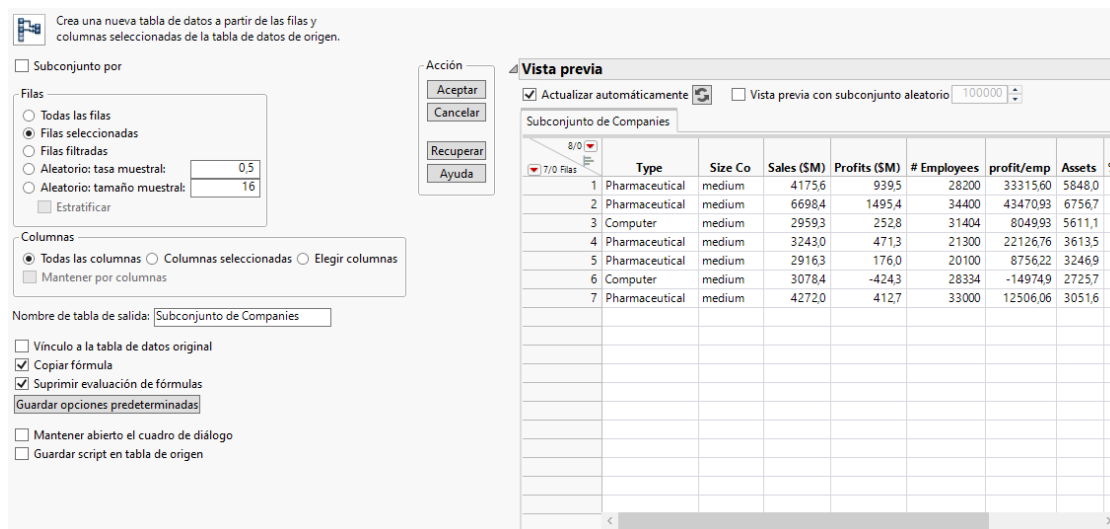 Crea una nueva tabla de datos a partir de las filas y
columnas seleccionadas de la tabla de datos de origen.
Subconjunto por
Filas
Todas las filas
Filas seleccionadas
Filas filtradas
Aleatorio: tasa muestral: 0,5
Aleatorio: tamaño muestral: 16
Estratificar
Columnas
Todas las columnas Columnas seleccionadas Elegir columnas
Mantener por columnas
Nombre de tabla de salida: Subconjunto de Companies
Vínculo a la tabla de datos original
Copiar fórmula
Suprimir evaluación de fórmulas
Guardar opciones predeterminadas
Mantener abierto el cuadro de diálogo
Guardar script en tabla de origen
Acción
Aceptar
Cancelar
Recuperar
Ayuda
Vista previa
Actualizar automáticamente Vista previa con subconjunto aleatorio 100000
Subconjunto de Companies
8/0
7/0 Filas Type Size Co Sales ($M) Profits ($M) # Employees profit/emp Assets
1 Pharmaceutical medium 4175,6 939,5 28200 33315,60 5848,0
2 Pharmaceutical medium 6698,4 1495,4 34400 43470,93 6756,7
3 Computer medium 2959,3 252,8 31404 8049,93 5611,1
4 Pharmaceutical medium 3243,0 471,3 21300 22126,76 3613,5
5 Pharmaceutical medium 2916,3 176,0 20100 8756,22 3246,9
6 Computer medium 3078,4 -424,3 28334 -14974,9 2725,7
7 Pharmaceutical medium 4272,0 412,7 33000 12506,06 3051,6